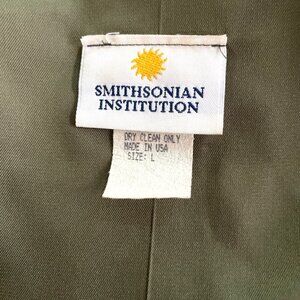 SMITHSONIAN
INSTITUTION
DRY CLEAN ONLY
MADE IN USA
SIZE: L